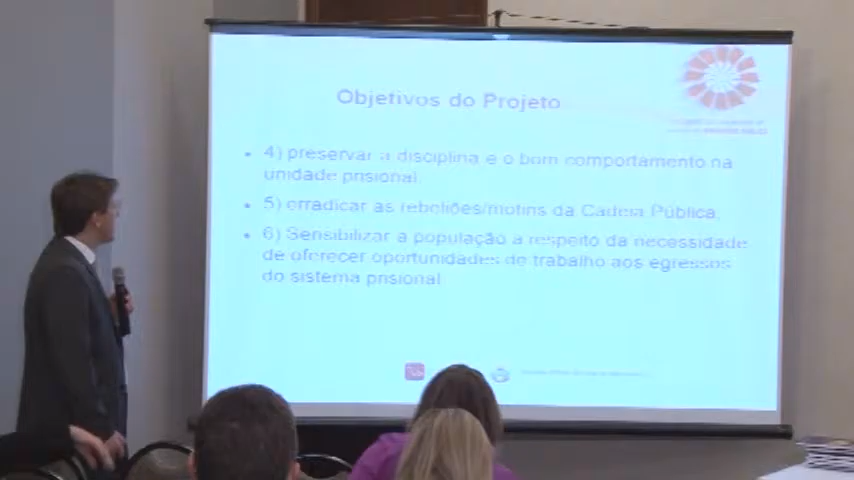 Objetivos do Projeto
• 4) preservar a disciplina e o bom comportamento na
unidade prisional.
• 5) erradicar as rebeliões/motins da Cadeia Pública.
• 6) Sensibilizar a população a respeito da necessidade
de oferecer oportunidades de trabalho aos egressos
do sistema prisional